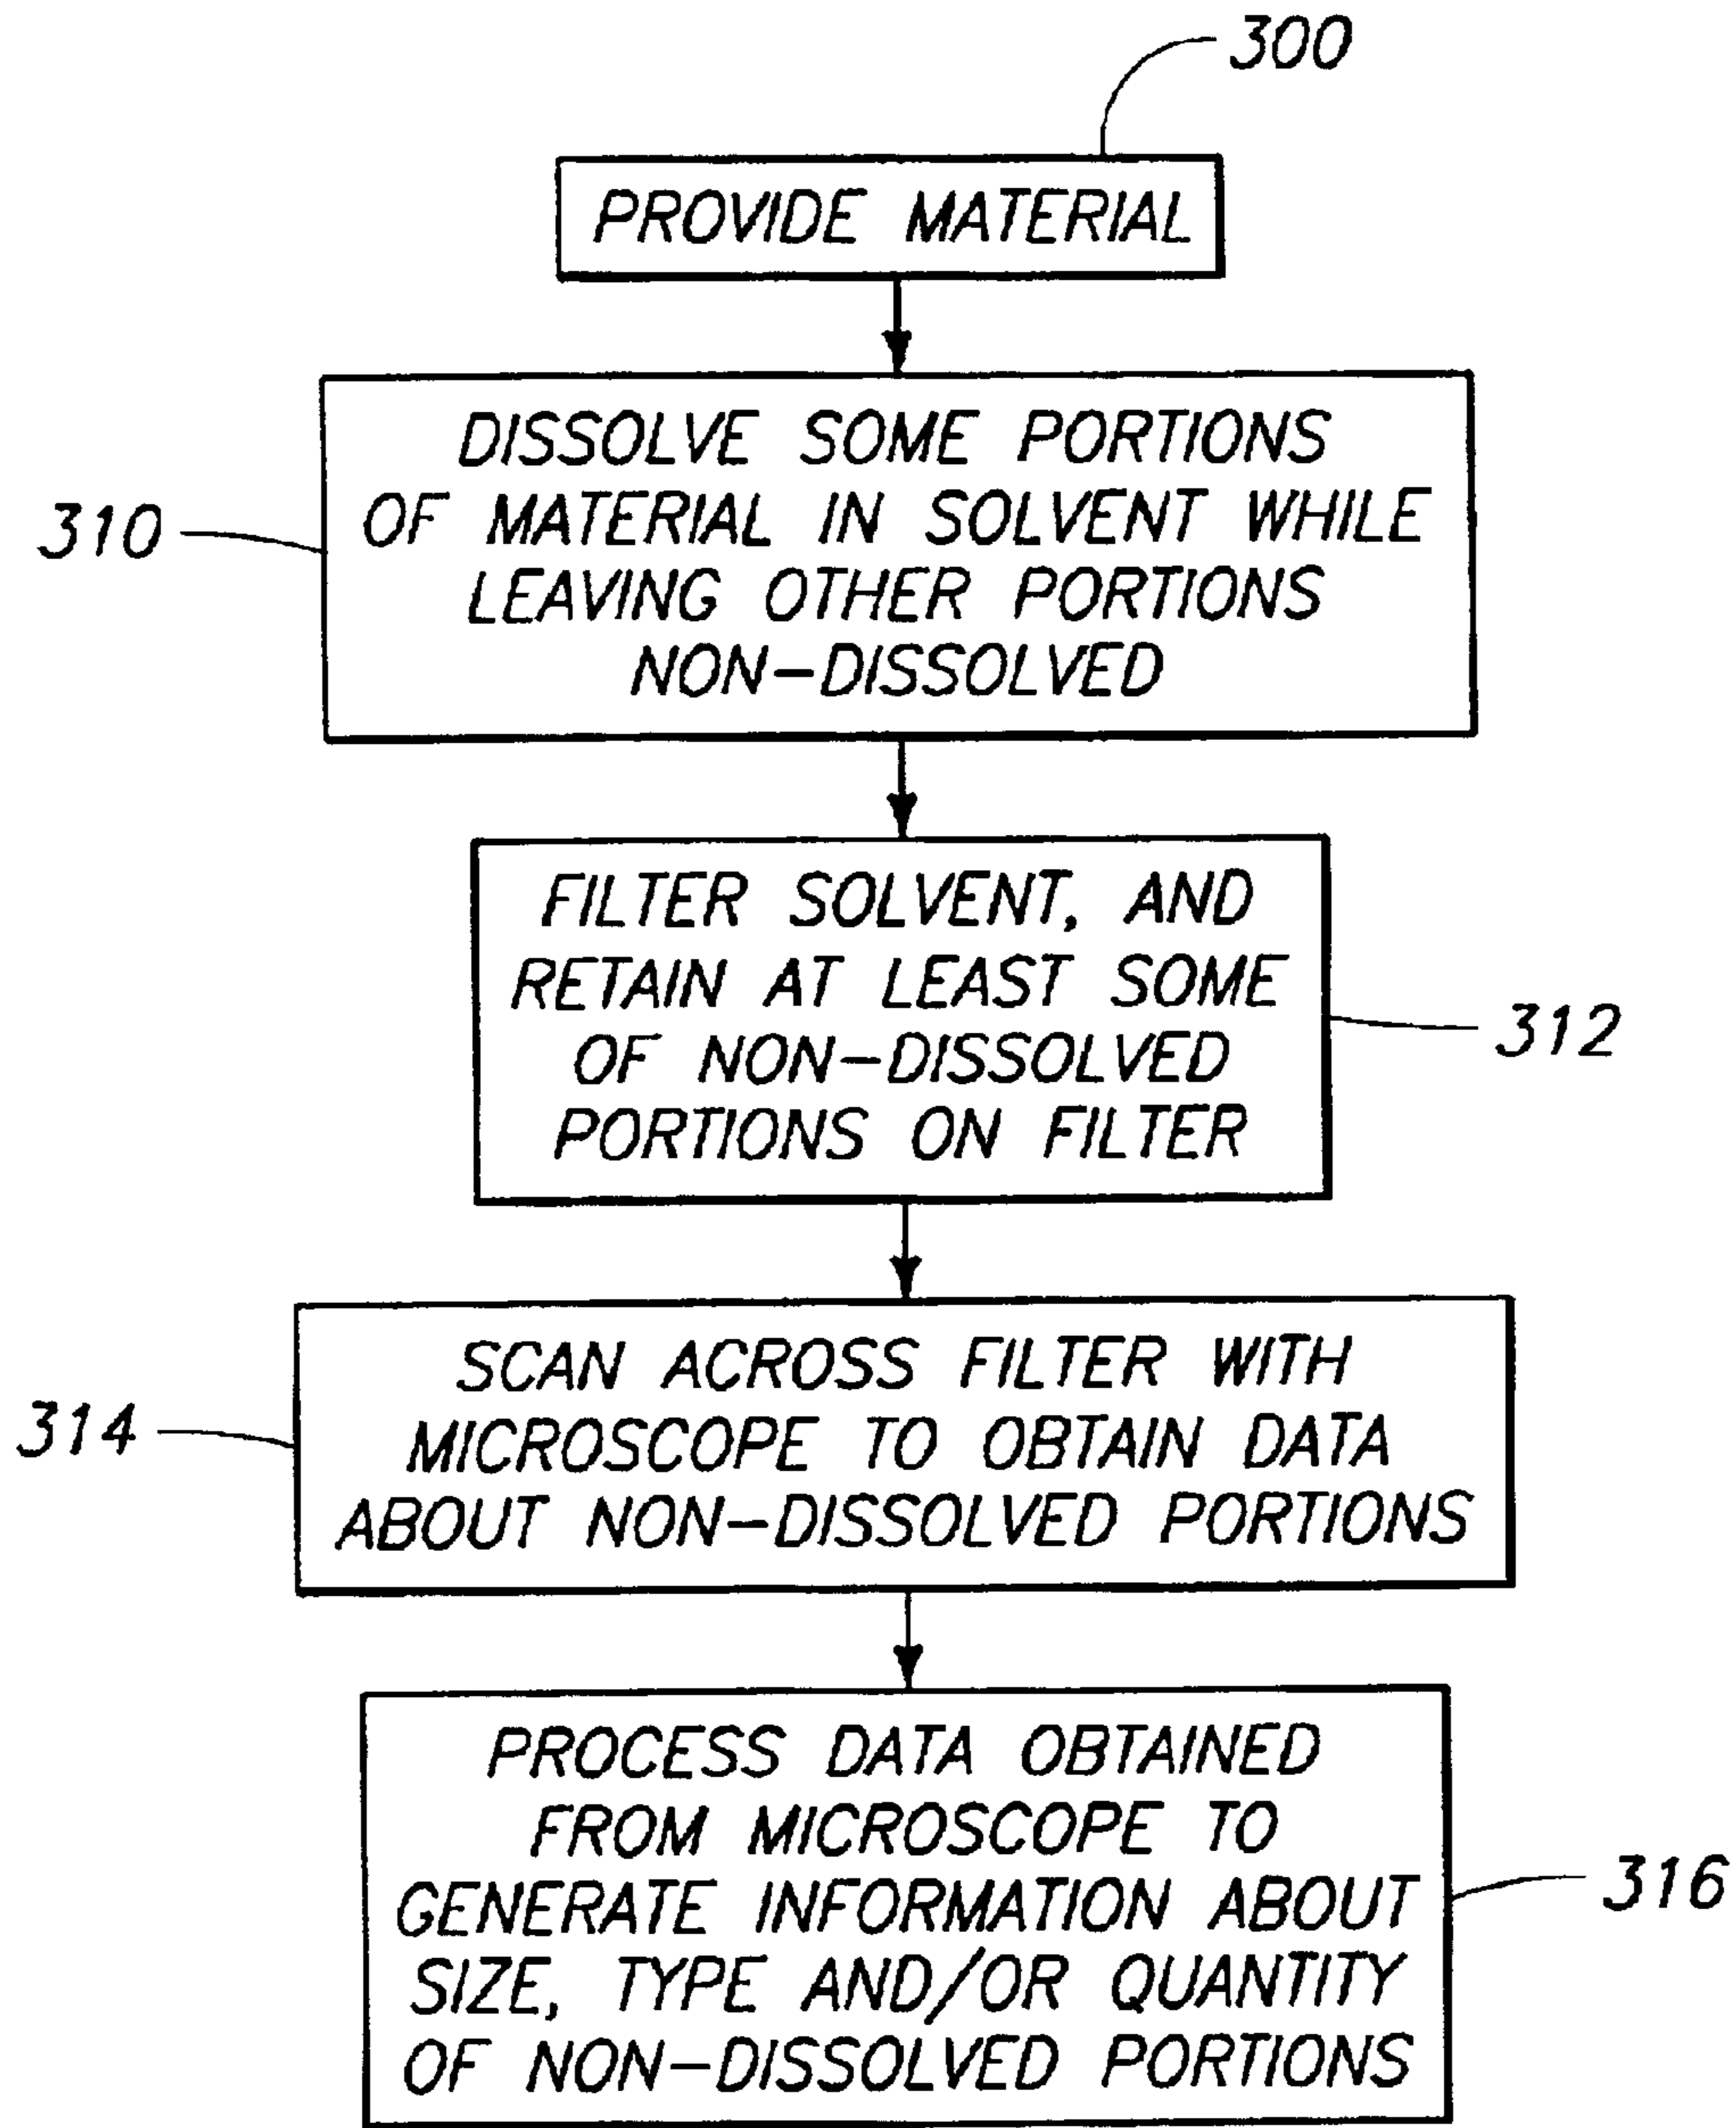 300
PROVIDE MATERIAL
DISSOLVE SOME PORTIONS
OF MATERIAL IN SOLVENT WHILE
LEAVING OTHER PORTIONS
NON-DISSOLVED
310
FILTER SOLVENT, AND
RETAIN AT LEAST SOME
OF NON-DISSOLVED
PORTIONS ON FILTER
312
SCAN ACROSS FILTER WITH
MICROSCOPE TO OBTAIN DATA
ABOUT NON-DISSOLVED PORTIONS
314
PROCESS DATA OBTAINED
FROM MICROSCOPE TO
GENERATE INFORMATION ABOUT
SIZE, TYPE AND/OR QUANTITY
OF NON-DISSOLVED PORTIONS
316